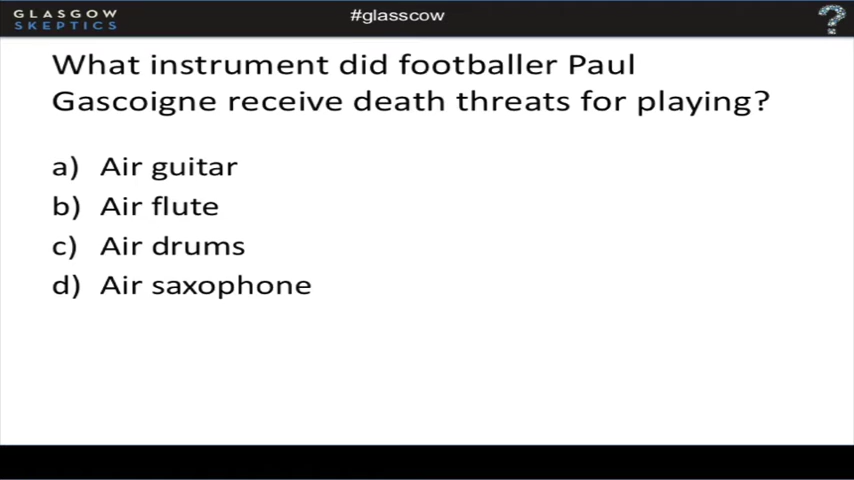 GLASGOW
SKEPTICS
#glasscow
?
What instrument did footballer Paul
Gascoigne receive death threats for playing?
a) Air guitar
b) Air flute
c) Air drums
d) Air saxophone